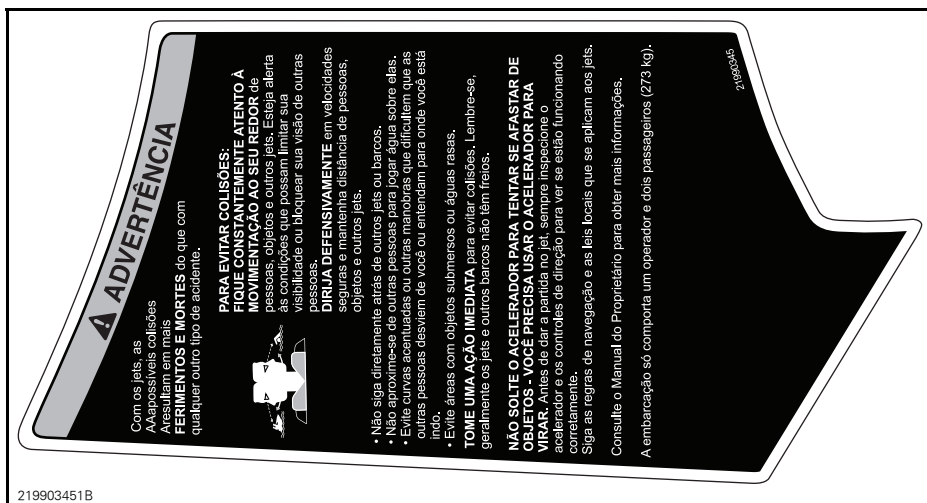 ADVERTÊNCIA
Com os jets, as
AApossíveis colisões
Aresultam em mais
FERIMENTOS E MORTES do que com
qualquer outro tipo de acidente.
PARA EVITAR COLISÕES:
FIQUE CONSTANTEMENTE ATENTO À
MOVIMENTAÇÃO AO SEU REDOR de
pessoas, objetos e outros jets. Esteja alerta
às condições que possam limitar sua
visibilidade ou bloquear sua visão de outras
pessoas.
DIRIJA DEFENSIVAMENTE em velocidades
seguras e mantenha distância de pessoas,
objetos e outros jets.
• Não siga diretamente atrás de outros jets ou barcos.
• Não aproxime-se de outras pessoas para jogar água sobre elas.
• Evite curvas acentuadas ou outras manobras que dificultem que as
outras pessoas desviem de você ou entendam para onde você está
indo.
• Evite áreas com objetos submersos ou águas rasas.
TOME UMA AÇÃO IMEDIATA para evitar colisões. Lembre-se,
geralmente os jets e outros barcos não têm freios.
NÃO SOLTE O ACELERADOR PARA TENTAR SE AFASTAR DE
OBJETOS - VOCÊ PRECISA USAR O ACELERADOR PARA
VIRAR. Antes de dar a partida no jet, sempre inspecione o
acelerador e os controles de direção para ver se estão funcionando
corretamente.
Siga as regras de navegação e as leis locais que se aplicam aos jets.
Consulte o Manual do Proprietário para obter mais informações.
A embarcação só comporta um operador e dois passageiros (273 kg).
21990345
219903451B